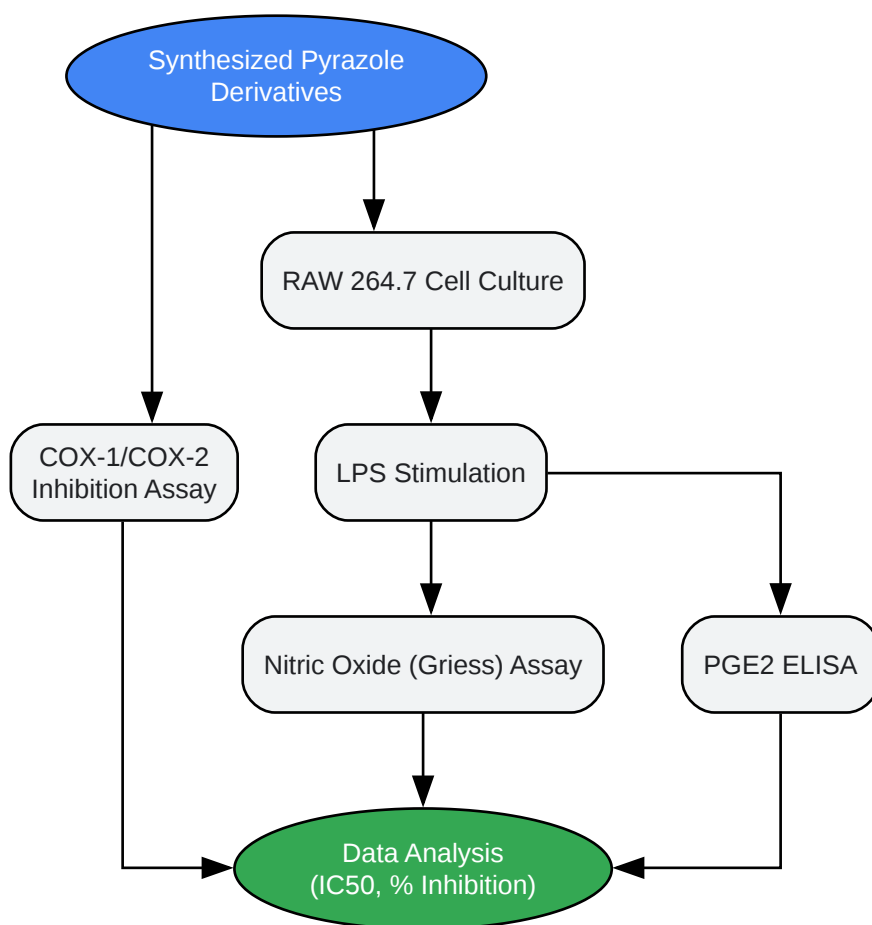 Synthesized Pyrazole
Derivatives
RAW 264.7 Cell Culture
COX-1/COX-2
Inhibition Assay
LPS Stimulation
Nitric Oxide (Griess) Assay
PGE2 ELISA
Data Analysis
(IC50, % Inhibition)